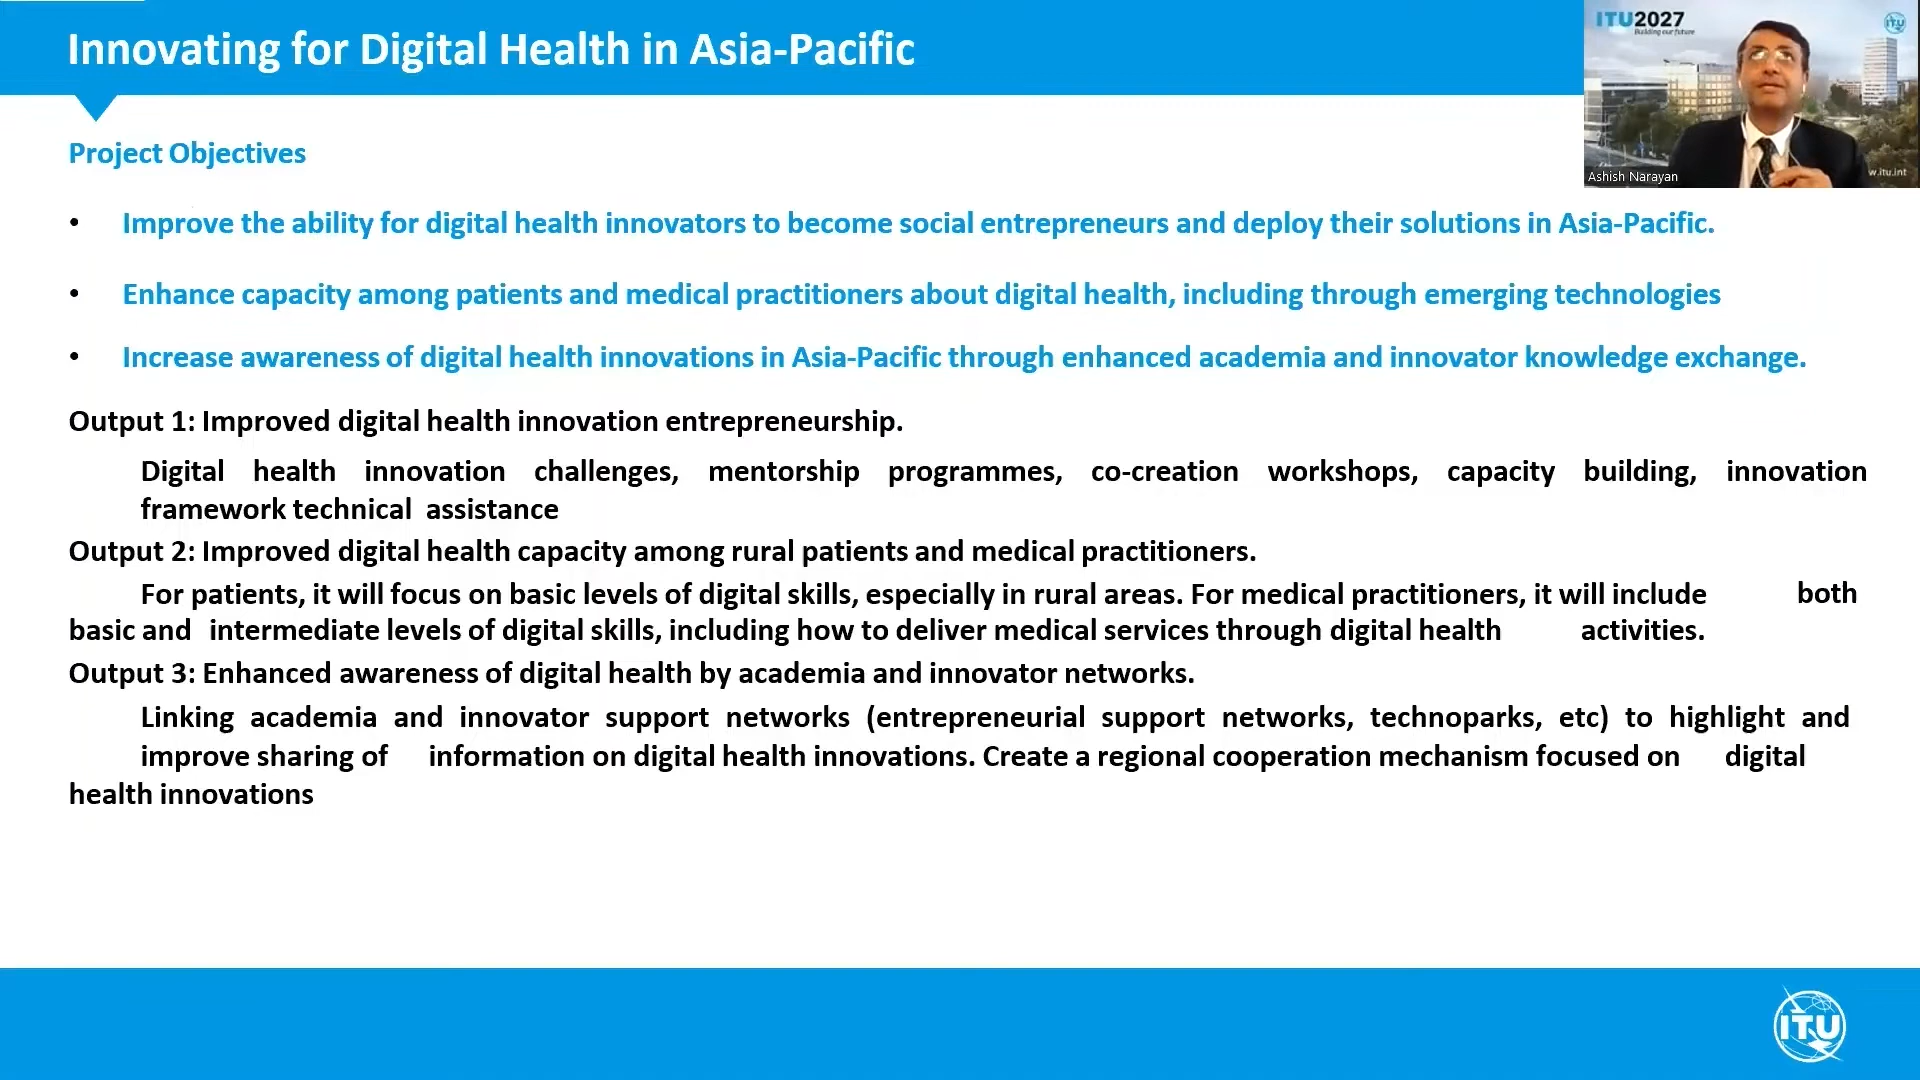 Innovating for Digital Health in Asia-Pacific
ITU2027
Building our future
ITU
w.itu.int
Ashish Narayan
Project Objectives
• Improve the ability for digital health innovators to become social entrepreneurs and deploy their solutions in Asia-Pacific.
• Enhance capacity among patients and medical practitioners about digital health, including through emerging technologies
• Increase awareness of digital health innovations in Asia-Pacific through enhanced academia and innovator knowledge exchange.
Output 1: Improved digital health innovation entrepreneurship.
Digital health innovation challenges, mentorship programmes, co-creation workshops, capacity building, innovation
framework technical assistance
Output 2: Improved digital health capacity among rural patients and medical practitioners.
For patients, it will focus on basic levels of digital skills, especially in rural areas. For medical practitioners, it will include both
basic and intermediate levels of digital skills, including how to deliver medical services through digital health activities.
Output 3: Enhanced awareness of digital health by academia and innovator networks.
Linking academia and innovator support networks (entrepreneurial support networks, technoparks, etc) to highlight and
improve sharing of information on digital health innovations. Create a regional cooperation mechanism focused on digital
health innovations
ITU